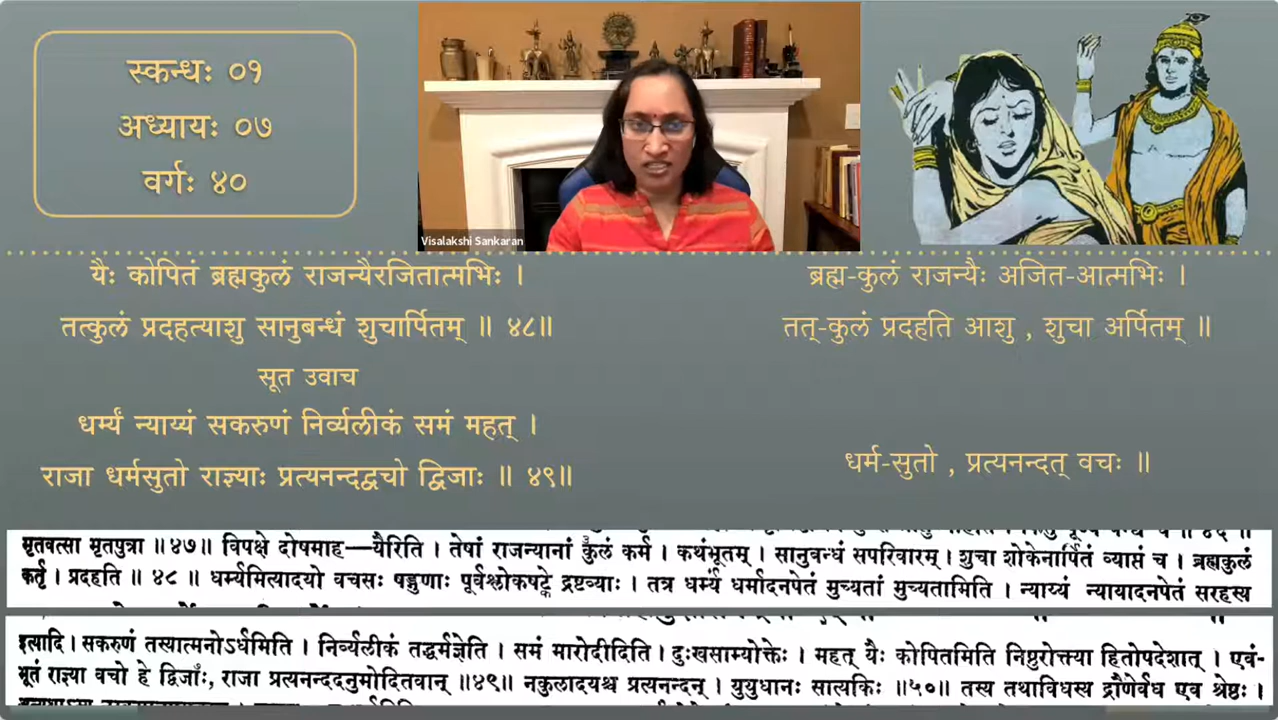 स्कन्धः ०१
अध्यायः ०७
वर्गः ४०
Visalakshi Sankaran
यैः कोपितं ब्रह्मकुलं राजन्यैरजितात्मभिः ।
तत्कुलं प्रदहत्याशु सानुबन्धं शुचार्पितम् ॥ ४८॥
सूत उवाच
धर्म्यं न्याय्यं सकरुणं निर्व्यलीकं समं महत् ।
राजा धर्मसुतो राज्ञ्याः प्रत्यनन्दद्वचो द्विजाः ॥ ४९॥
ब्रह्म-कुलं राजन्यैः अजित-आत्मभिः ।
तत्-कुलं प्रदहति आशु , शुचा अर्पितम् ॥
धर्म-सुतो , प्रत्यनन्दत् वचः ॥
मृतवत्सा मृतपुत्रा ॥४७॥ विपक्षे दोषमाह—यैरिति । तेषां राजन्यानां कुलं कर्म । कथंभूतम् । सानुबन्धं सपरिवारम् । शुचा शोकेनार्पितं व्याप्तं च । ब्रह्मकुलं
कर्तृ । प्रदहति ॥ ४८ ॥ धर्म्यमित्यादयो वचसः षड्गुणाः पूर्वश्लोकषट्के द्रष्टव्याः । तत्र धर्म्यं धर्मादनपेतं मुच्यतां मुच्यतामिति । न्याय्यं न्यायादनपेतं सरहस्य
इत्यादि । सकरुणं तस्यात्मनोऽर्धमिति । निर्व्यलीकं तद्धर्मज्ञेति । समं मारोदीदिति । दुःखसाम्योक्तेः । महत् यैः कोपितमिति निष्ठुरोक्त्या हितोपदेशात् । एवं-
भूतं राज्ञ्या वचो हे द्विजाः, राजा प्रत्यनन्ददनुमोदितवान् ॥४९॥ नकुलादयश्च प्रत्यनन्दन् । युयुधानः सात्यकिः ॥५०॥ तस्य तथाविधस्य द्रौणेर्वध एव श्रेष्ठः ।